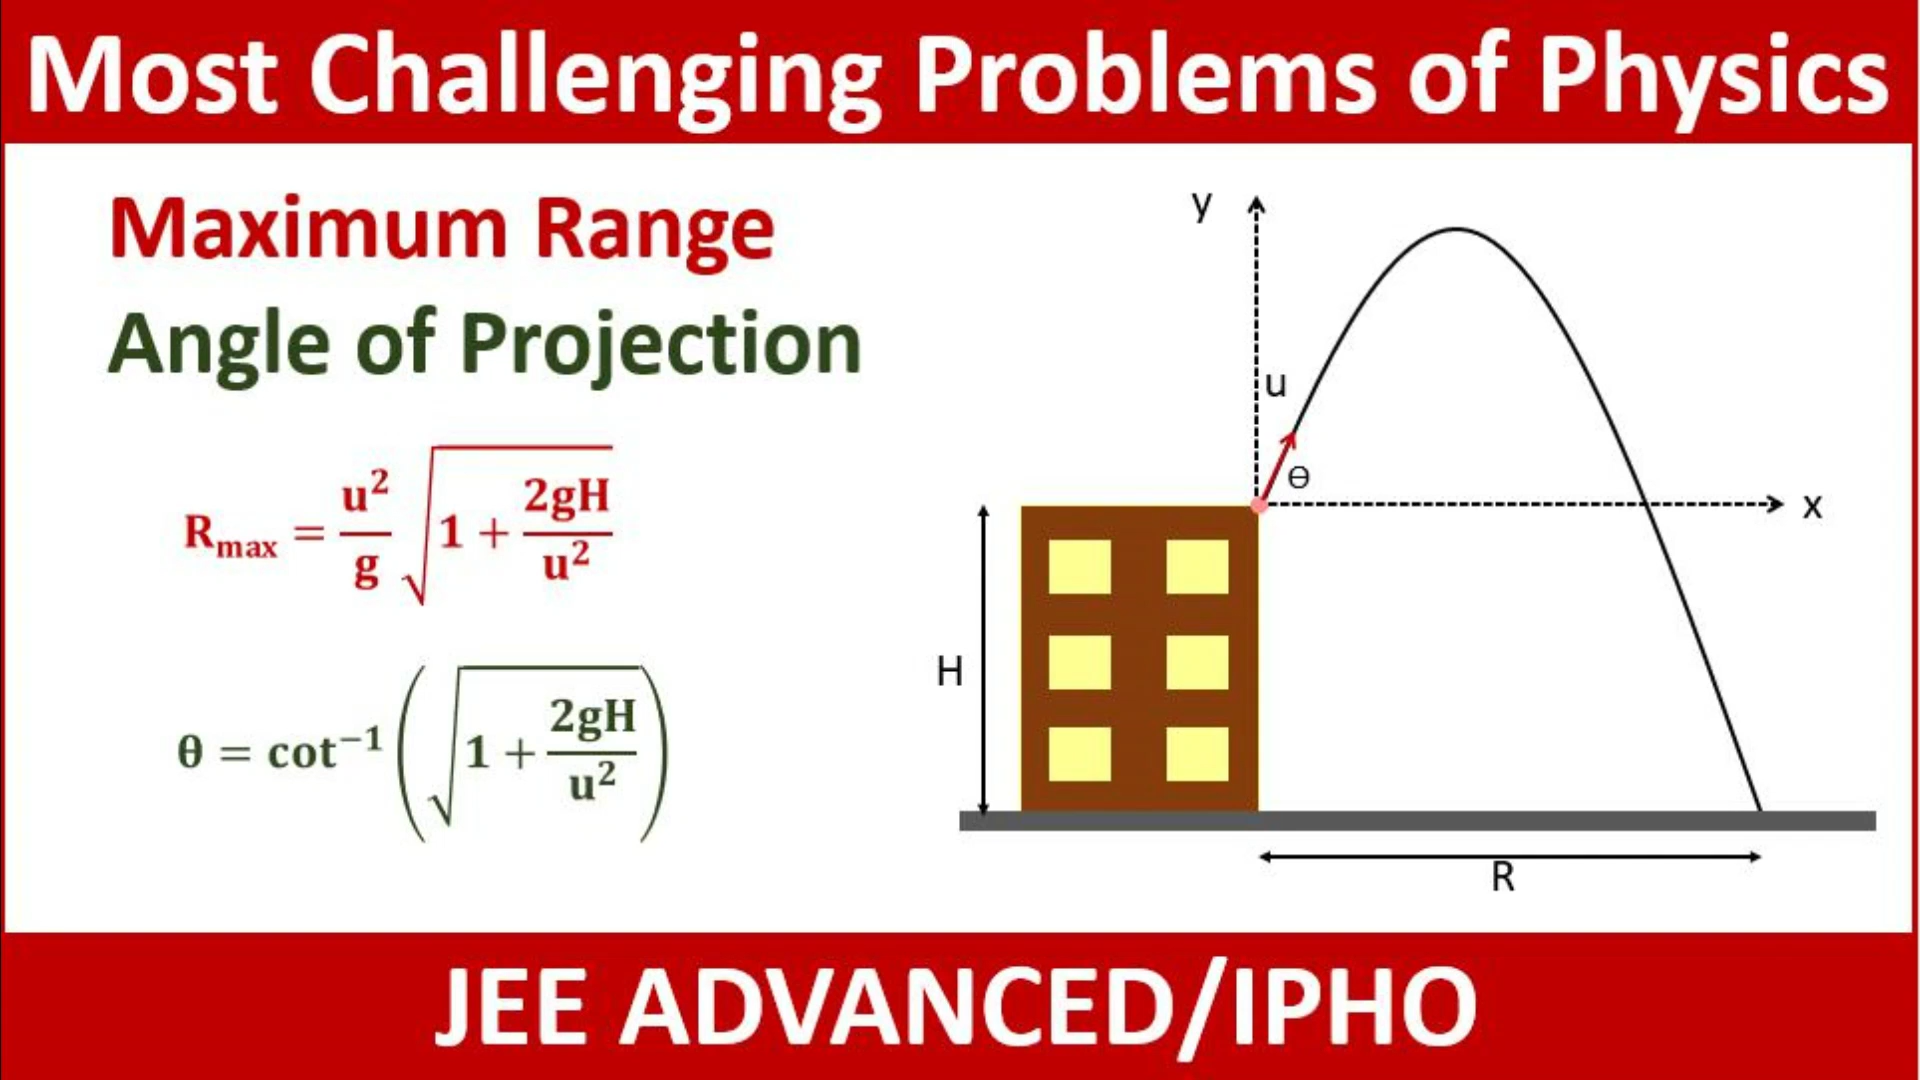 Most Challenging Problems of Physics
Maximum Range
Angle of Projection
R_max = u²/g √(1 + 2gH/u²)
θ = cot⁻¹(√(1 + 2gH/u²))
y
u
ө
x
H
R
JEE ADVANCED/IPHO